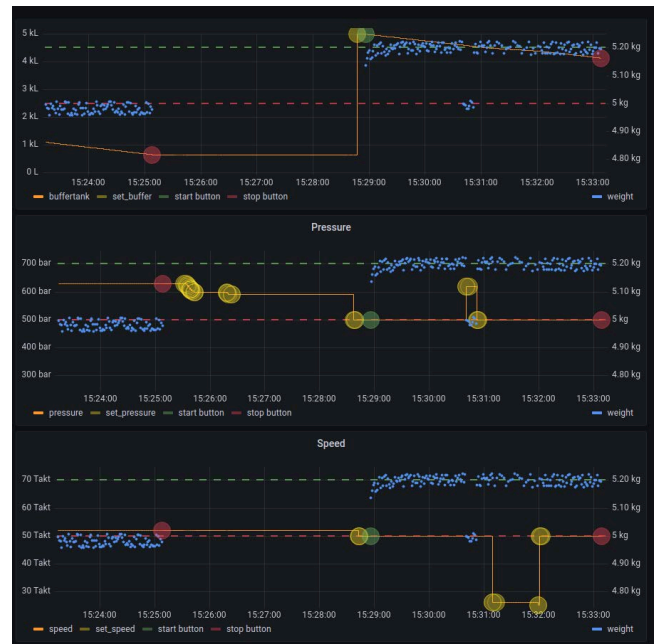 5 kL
5.20 kg
4 kL
5.10 kg
3 kL
5 kg
2 kL
4.90 kg
1 kL
4.80 kg
0 L
15:24:00 15:25:00 15:26:00 15:27:00 15:28:00 15:29:00 15:30:00 15:31:00 15:32:00 15:33:00
buffertank set_buffer start button stop button weight
Pressure
700 bar 5.20 kg
600 bar 5.10 kg
500 bar 5 kg
400 bar 4.90 kg
300 bar 4.80 kg
15:24:00 15:25:00 15:26:00 15:27:00 15:28:00 15:29:00 15:30:00 15:31:00 15:32:00 15:33:00
pressure set_pressure start button stop button weight
Speed
70 Takt 5.20 kg
60 Takt 5.10 kg
50 Takt 5 kg
40 Takt 4.90 kg
30 Takt 4.80 kg
15:24:00 15:25:00 15:26:00 15:27:00 15:28:00 15:29:00 15:30:00 15:31:00 15:32:00 15:33:00
speed set_speed start button stop button weight